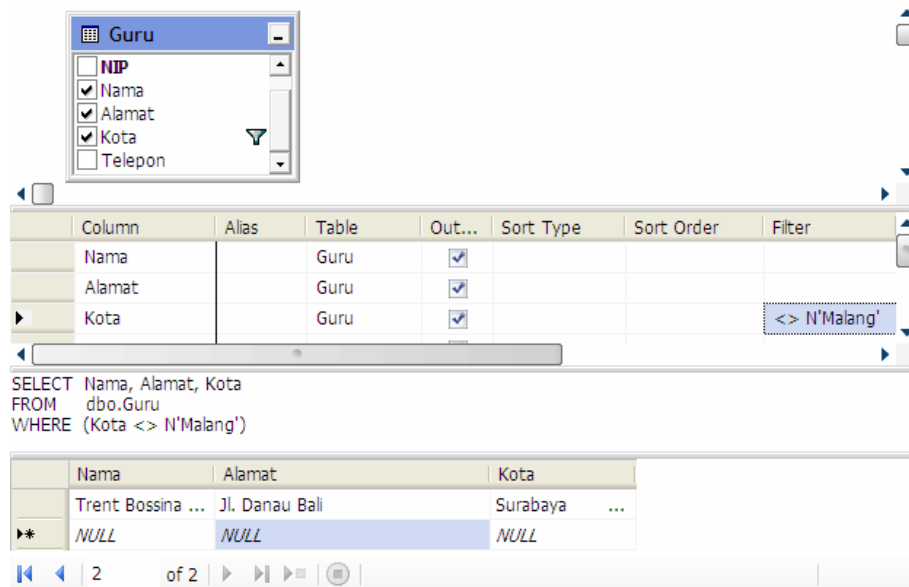 Guru
NIP
Nama
Alamat
Kota
Telepon
Column Alias Table Out... Sort Type Sort Order Filter
Nama Guru
Alamat Guru
Kota Guru <> N'Malang'
SELECT Nama, Alamat, Kota
FROM dbo.Guru
WHERE (Kota <> N'Malang')
Nama Alamat Kota
Trent Bossina ... Jl. Danau Bali Surabaya ...
NULL NULL NULL
2 of 2